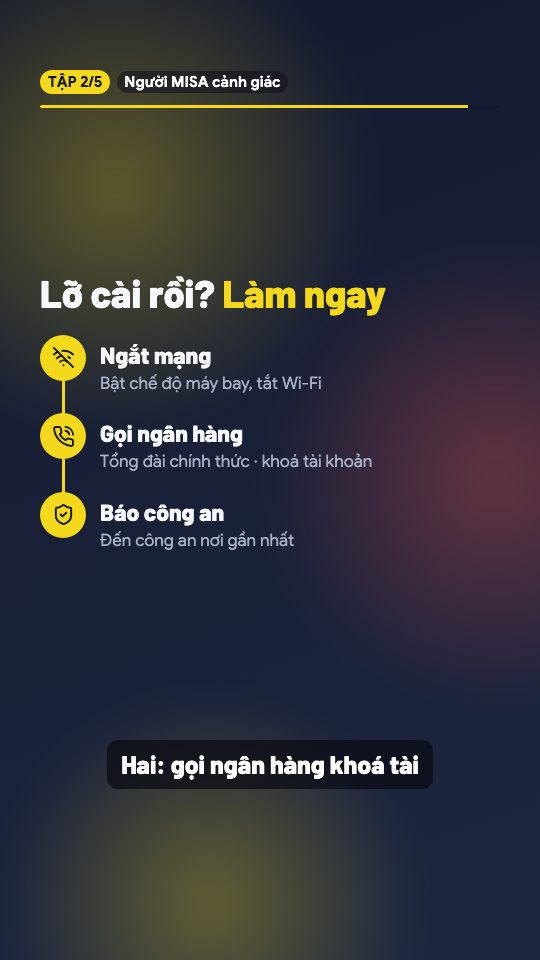 TẬP 2/5 Người MISA cảnh giác
Lỡ cài rồi? Làm ngay
Ngắt mạng
Bật chế độ máy bay, tắt Wi-Fi
Gọi ngân hàng
Tổng đài chính thức · khoá tài khoản
Báo công an
Đến công an nơi gần nhất
Hai: gọi ngân hàng khoá tài